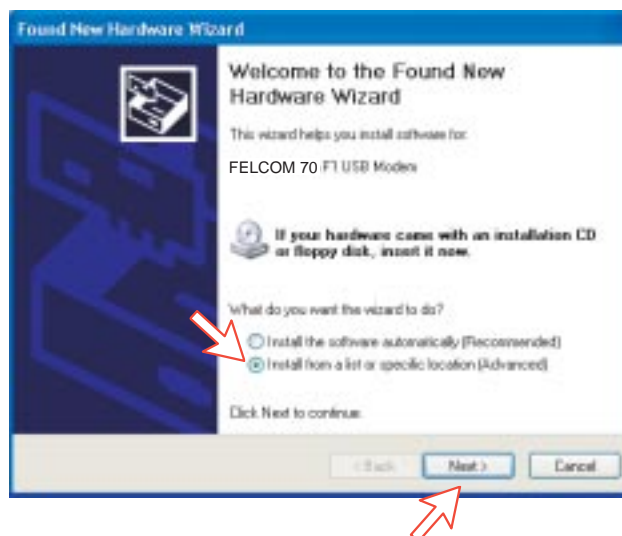 Found New Hardware Wizard
Welcome to the Found New
Hardware Wizard
This wizard helps you install software for:
FELCOM 70 F1 USB Modem
If your hardware came with an installation CD
or floppy disk, insert it now.
What do you want the wizard to do?
Install the software automatically (Recommended)
Install from a list or specific location (Advanced)
Click Next to continue.
< Back
Next >
Cancel